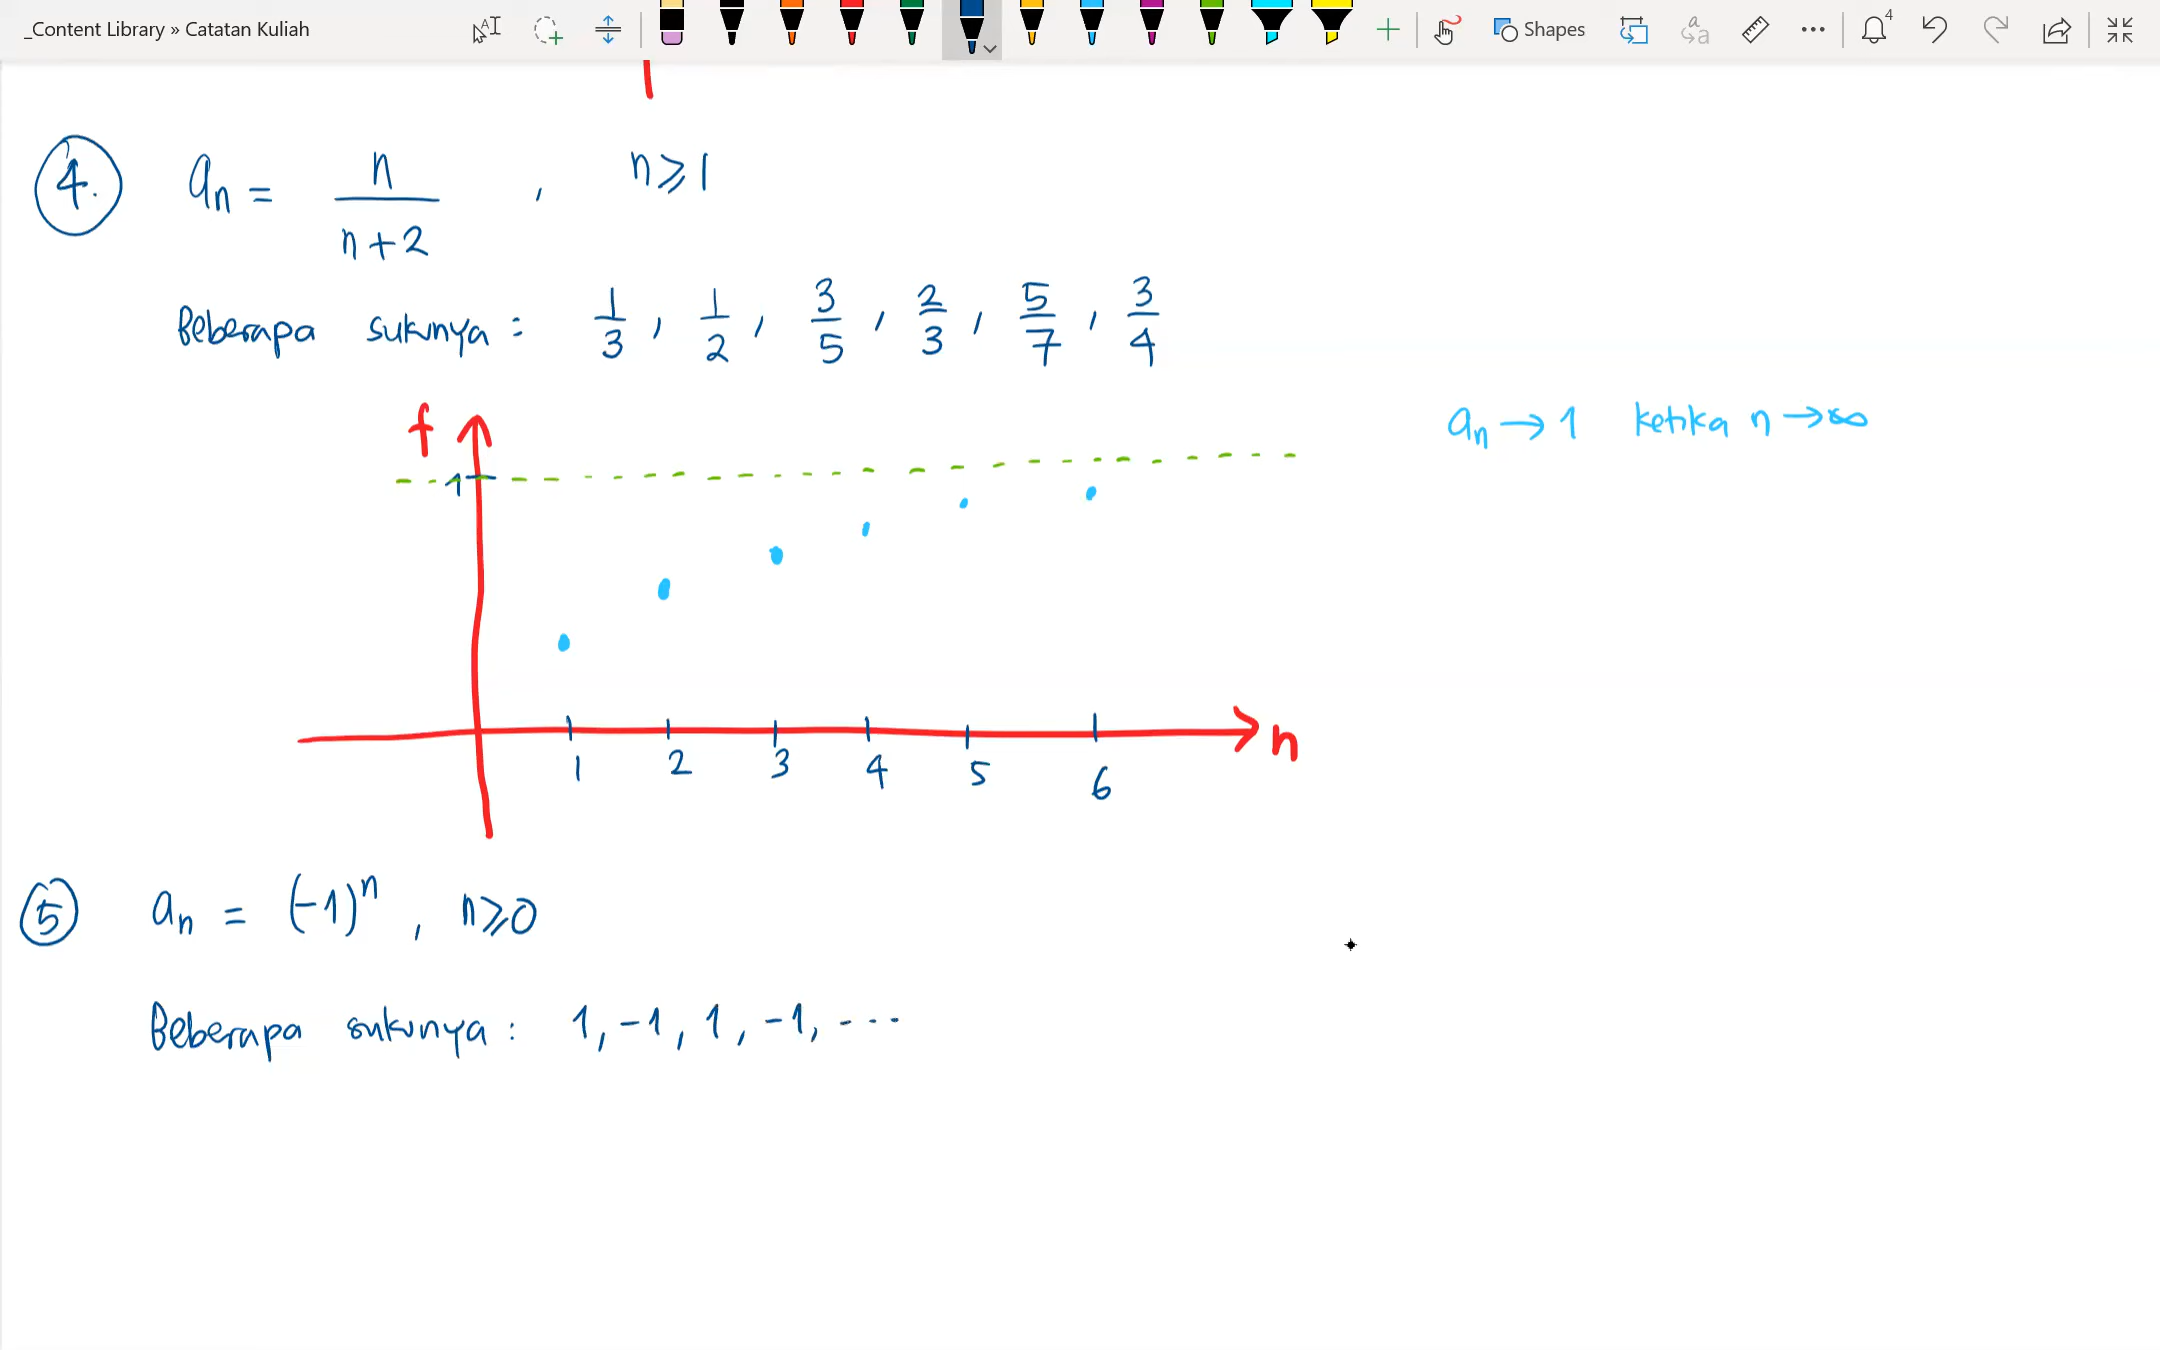 _Content Library » Catatan Kuliah
Shapes
4
4. aₙ = n/(n+2) , n ⩾ 1
Beberapa sukunya : 1/3 , 1/2 , 3/5 , 2/3 , 5/7 , 3/4
aₙ → 1 ketika n → ∞
f
1
n
1 2 3 4 5 6
5 aₙ = (-1)ⁿ , n ⩾ 0
Beberapa sukunya : 1, -1, 1, -1, ...